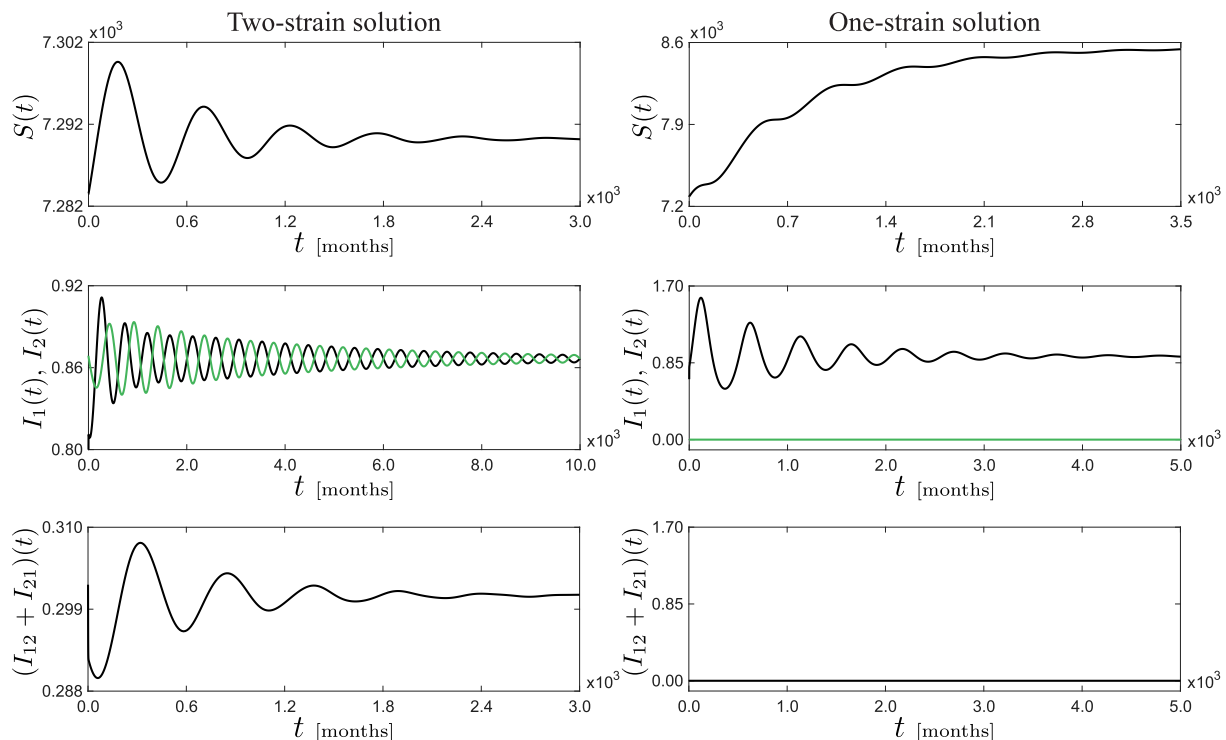 Two-strain solution
One-strain solution
x10³
7.302
7.292
7.282
S(t)
0.0 0.6 1.2 1.8 2.4 3.0
x10³
t [months]
x10³
8.6
7.9
7.2
S(t)
0.0 0.7 1.4 2.1 2.8 3.5
x10³
t [months]
0.92
0.86
0.80
I₁(t), I₂(t)
0.0 2.0 4.0 6.0 8.0 10.0
x10³
t [months]
1.70
0.85
0.00
I₁(t), I₂(t)
0.0 1.0 2.0 3.0 4.0 5.0
x10³
t [months]
0.310
0.299
0.288
(I₁₂ + I₂₁)(t)
0.0 0.6 1.2 1.8 2.4 3.0
x10³
t [months]
1.70
0.85
0.00
(I₁₂ + I₂₁)(t)
0.0 1.0 2.0 3.0 4.0 5.0
x10³
t [months]